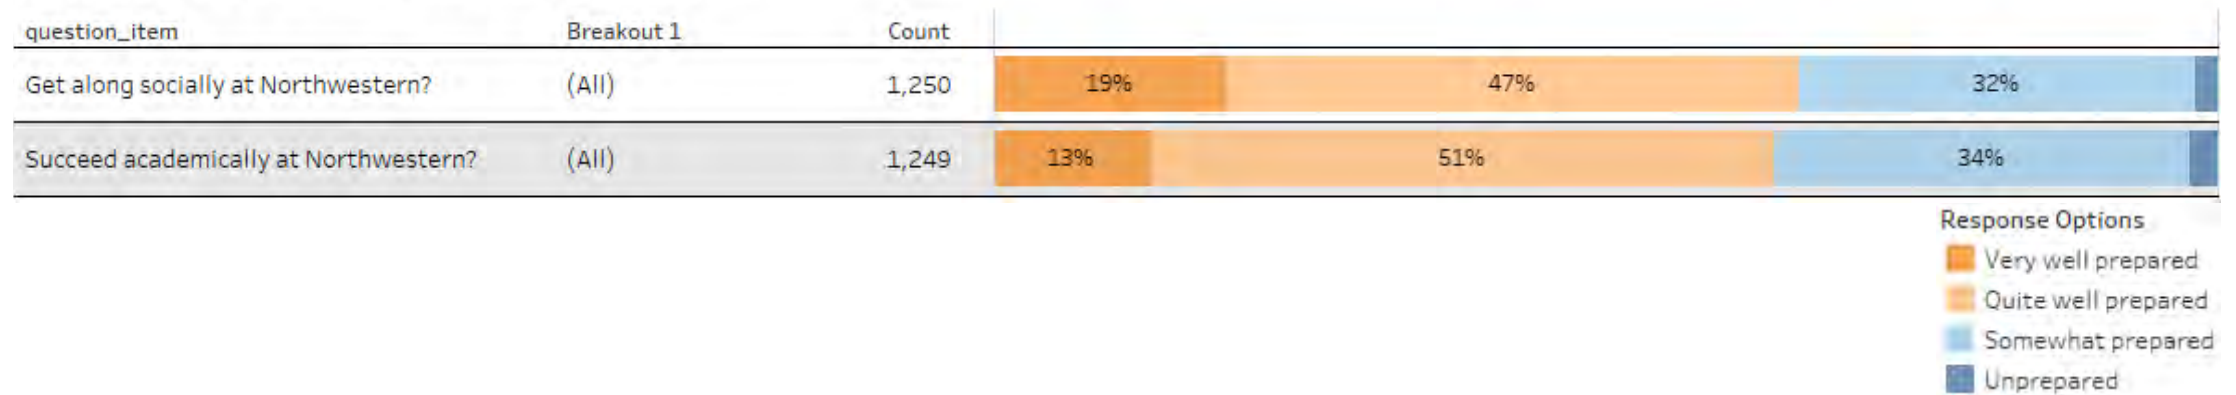 question_item Breakout 1 Count
Get along socially at Northwestern? (All) 1,250 19% 47% 32%
Succeed academically at Northwestern? (All) 1,249 13% 51% 34%
Response Options
Very well prepared
Quite well prepared
Somewhat prepared
Unprepared